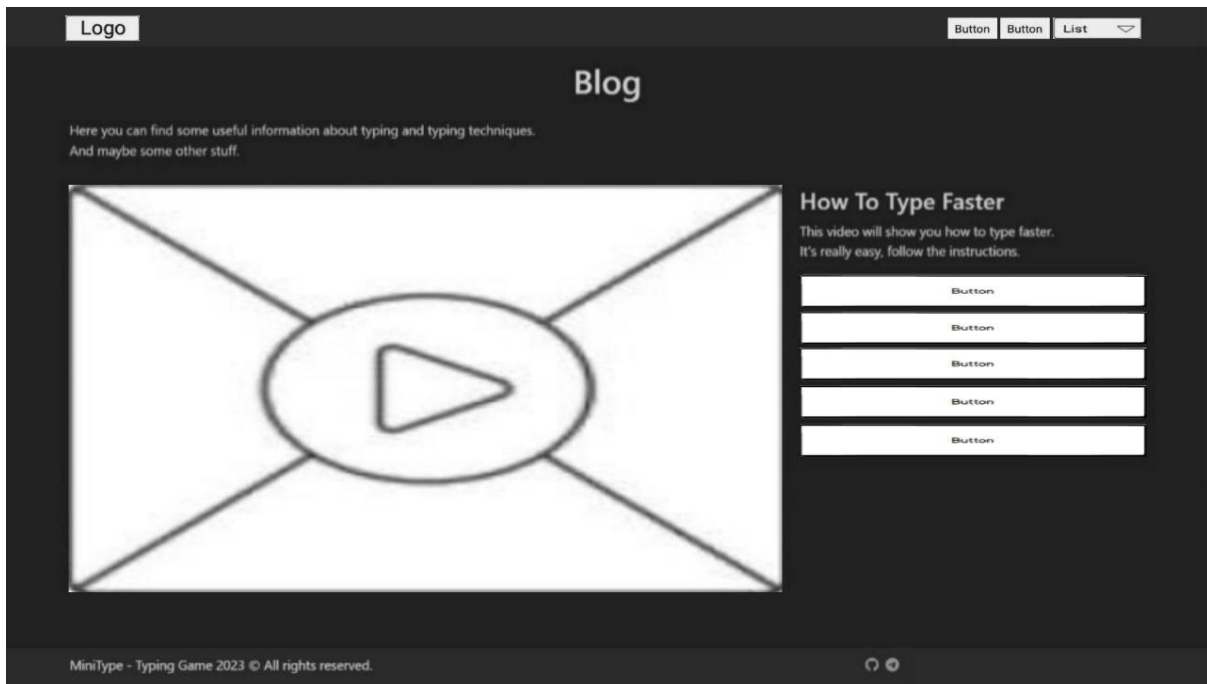 Logo
Button Button List
Blog
Here you can find some useful information about typing and typing techniques.
And maybe some other stuff.
How To Type Faster
This video will show you how to type faster.
It's really easy, follow the instructions.
Button
Button
Button
Button
Button
MiniType - Typing Game 2023 © All rights reserved.